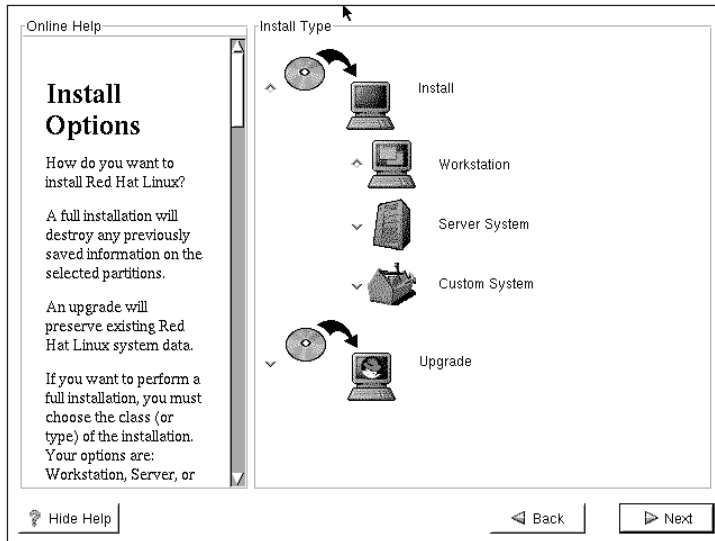 Online Help
Install
Options
How do you want to
install Red Hat Linux?
A full installation will
destroy any previously
saved information on the
selected partitions.
An upgrade will
preserve existing Red
Hat Linux system data.
If you want to perform a
full installation, you must
choose the class (or
type) of the installation.
Your options are:
Workstation, Server, or
Install Type
Install
Workstation
Server System
Custom System
Upgrade
Hide Help
Back
Next